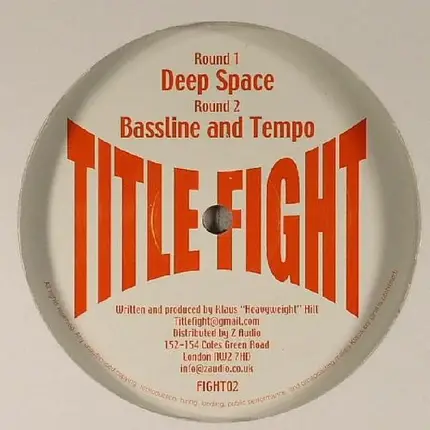 Round 1
Deep Space
Round 2
Bassline and Tempo
TITLE FIGHT
Written and produced by Klaus "Heavyweight" Hill
Titlefight@gmail.com
Distributed by Z Audio
152-154 Coles Green Road
London NW2 7HD
info@zaudio.co.uk
FIGHT02